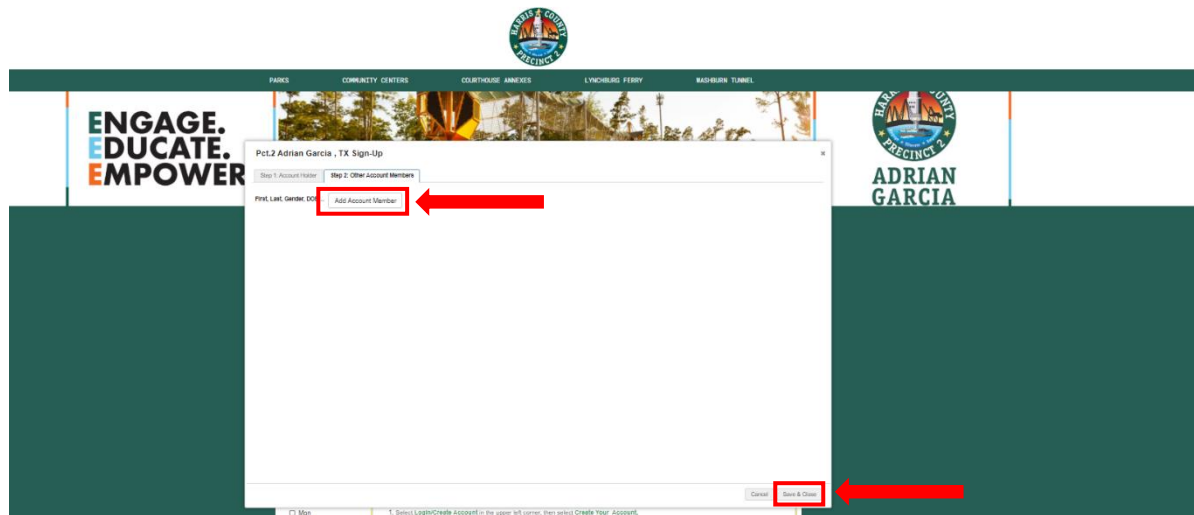 HARRIS COUNTY
PRECINCT 2
PARKS COMMUNITY CENTERS COURTHOUSE ANNEXES LYNCHBURG FERRY WASHBURN TUNNEL
ENGAGE.
EDUCATE.
EMPOWER
HARRIS COUNTY
PRECINCT 2
ADRIAN
GARCIA
Pct.2 Adrian Garcia , TX Sign-Up
×
Step 1: Account Holder Step 2: Other Account Members
First, Last, Gender, Add Account Member
Cancel Save & Close
Mon 1. Select Login/Create Account in the upper left corner, then select Create Your Account.